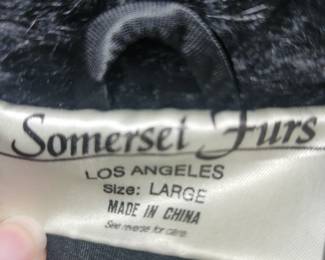 Somerset Furs
LOS ANGELES
Size: LARGE
MADE IN CHINA
See reverse for care